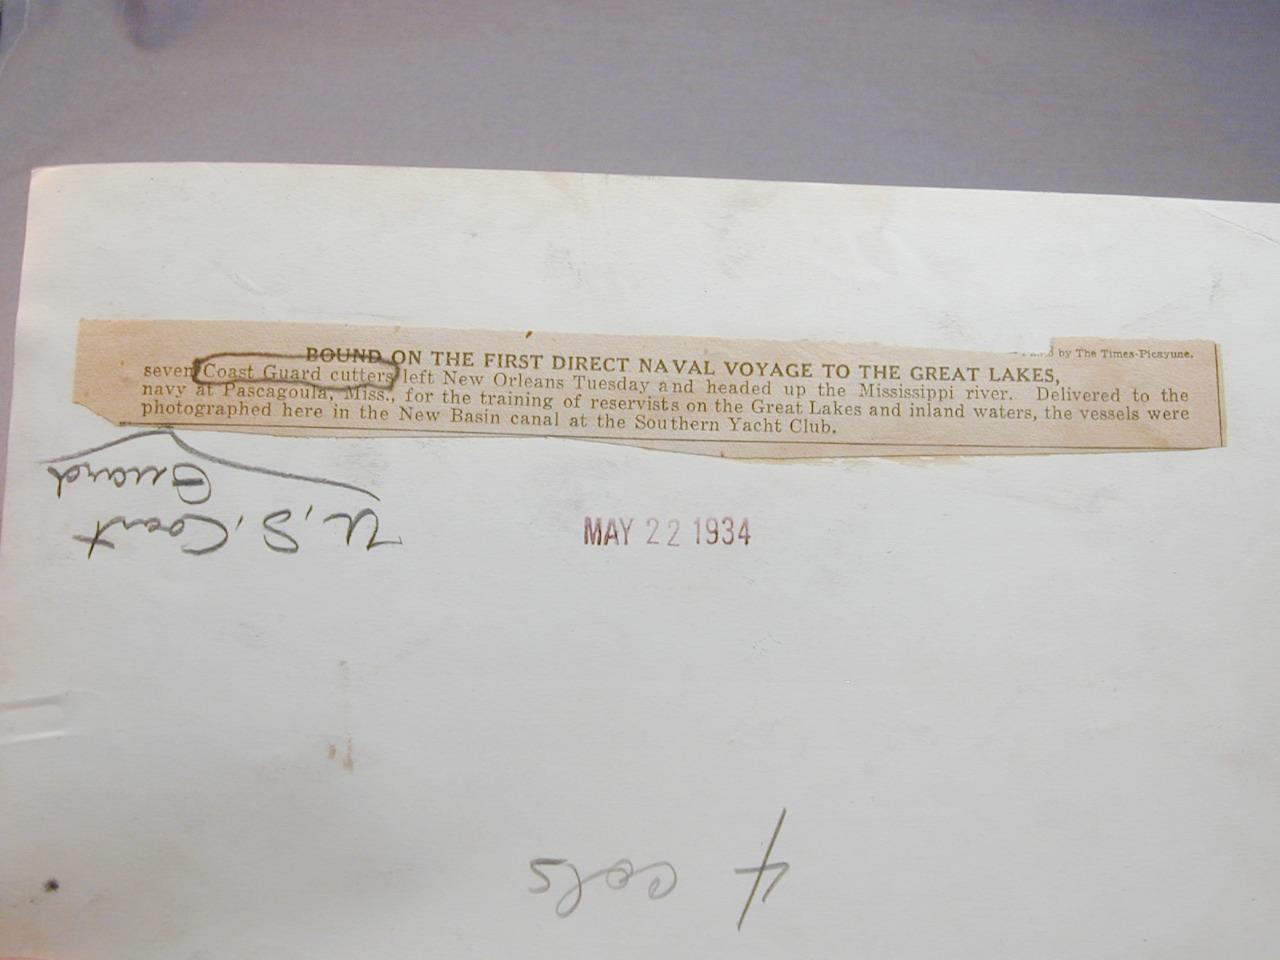 by The Times-Picayune.
BOUND ON THE FIRST DIRECT NAVAL VOYAGE TO THE GREAT LAKES,
seven Coast Guard cutters left New Orleans Tuesday and headed up the Mississippi river. Delivered to the
navy at Pascagoula, Miss., for the training of reservists on the Great Lakes and inland waters, the vessels were
photographed here in the New Basin canal at the Southern Yacht Club.
U.S. Coast
Guard
MAY 22 1934
4 cols